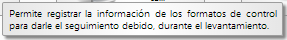 Permite registrar la información de los formatos de control
para darle el seguimiento debido, durante el levantamiento.